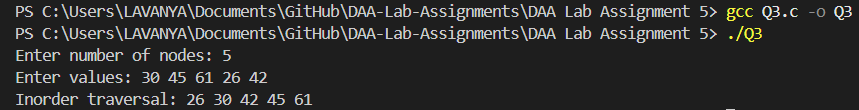 PS C:\Users\LAVANYA\Documents\GitHub\DAA-Lab-Assignments\DAA Lab Assignment 5> gcc Q3.c -o Q3
PS C:\Users\LAVANYA\Documents\GitHub\DAA-Lab-Assignments\DAA Lab Assignment 5> ./Q3
Enter number of nodes: 5
Enter values: 30 45 61 26 42
Inorder traversal: 26 30 42 45 61